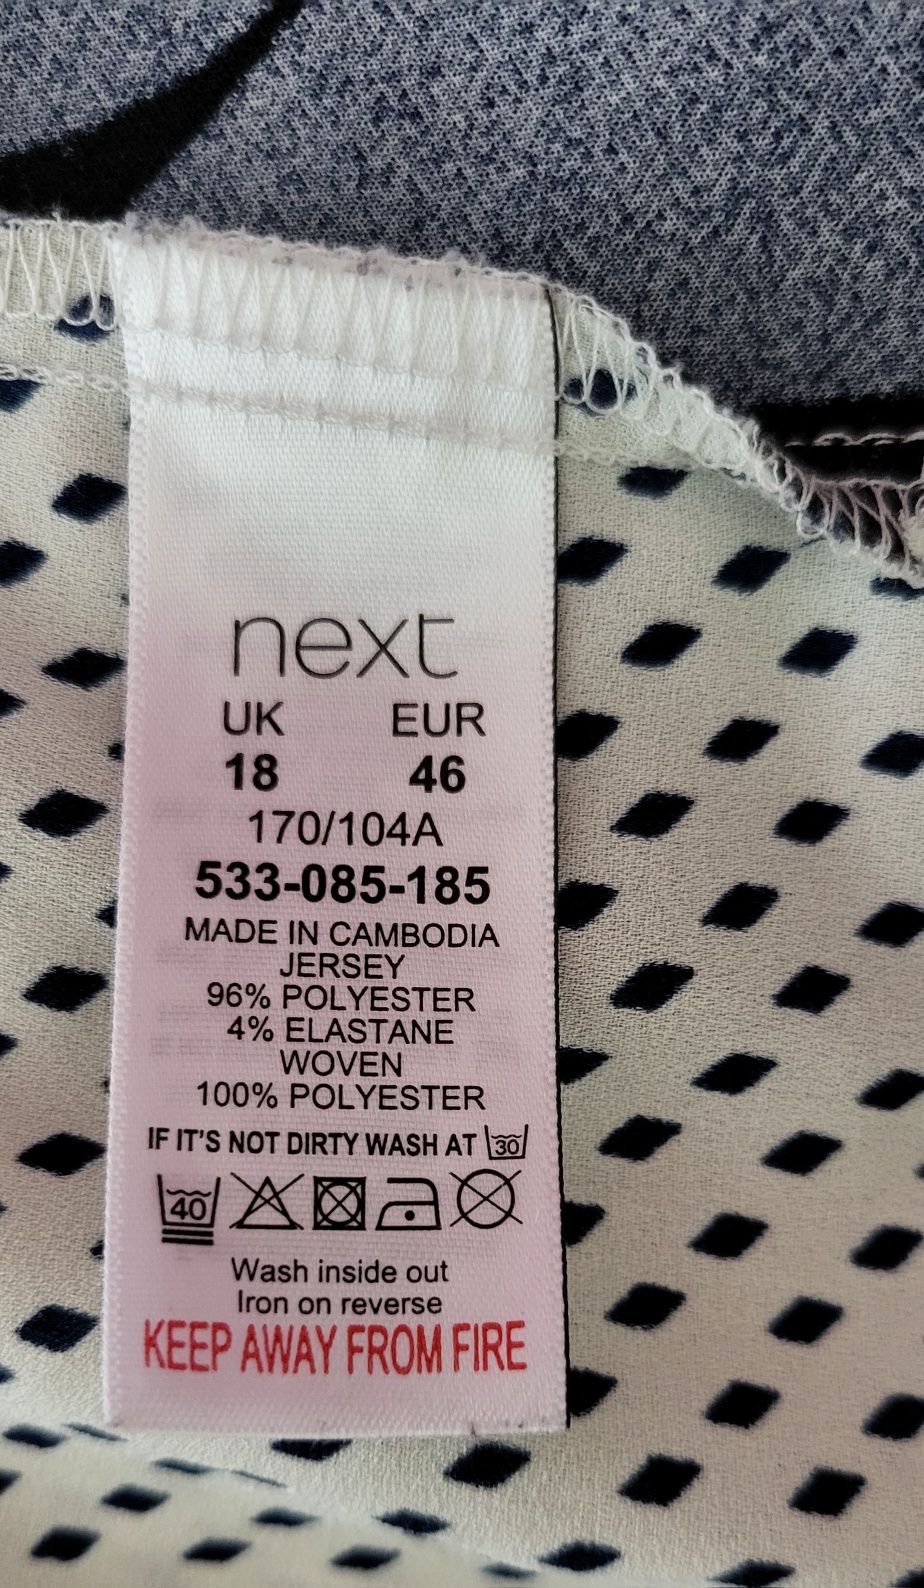 next
UK EUR
18 46
170/104A
533-085-185
MADE IN CAMBODIA
JERSEY
96% POLYESTER
4% ELASTANE
WOVEN
100% POLYESTER
IF IT'S NOT DIRTY WASH AT 30
40
Wash inside out
Iron on reverse
KEEP AWAY FROM FIRE